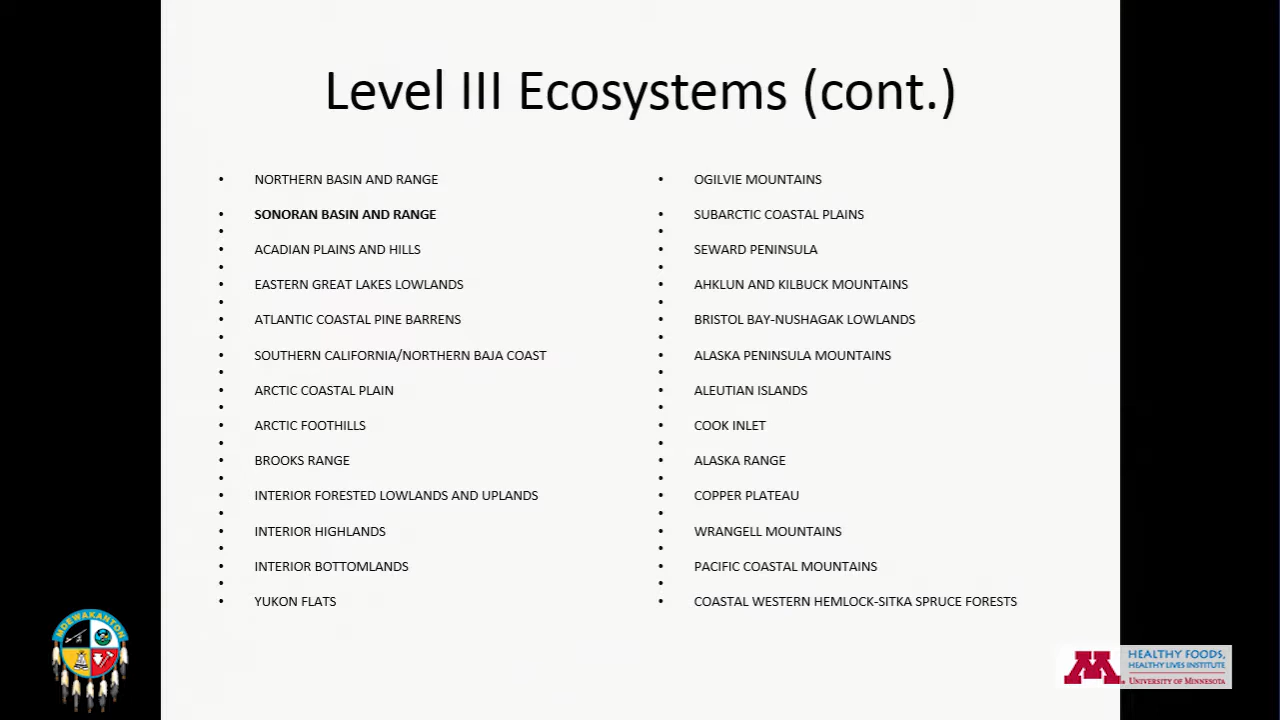 Level III Ecosystems (cont.)
• NORTHERN BASIN AND RANGE
• SONORAN BASIN AND RANGE
•
• ACADIAN PLAINS AND HILLS
•
• EASTERN GREAT LAKES LOWLANDS
•
• ATLANTIC COASTAL PINE BARRENS
•
• SOUTHERN CALIFORNIA/NORTHERN BAJA COAST
•
• ARCTIC COASTAL PLAIN
•
• ARCTIC FOOTHILLS
•
• BROOKS RANGE
•
• INTERIOR FORESTED LOWLANDS AND UPLANDS
•
• INTERIOR HIGHLANDS
•
• INTERIOR BOTTOMLANDS
•
• YUKON FLATS
• OGILVIE MOUNTAINS
• SUBARCTIC COASTAL PLAINS
•
• SEWARD PENINSULA
•
• AHKLUN AND KILBUCK MOUNTAINS
•
• BRISTOL BAY-NUSHAGAK LOWLANDS
•
• ALASKA PENINSULA MOUNTAINS
•
• ALEUTIAN ISLANDS
•
• COOK INLET
•
• ALASKA RANGE
•
• COPPER PLATEAU
•
• WRANGELL MOUNTAINS
•
• PACIFIC COASTAL MOUNTAINS
•
• COASTAL WESTERN HEMLOCK-SITKA SPRUCE FORESTS
MDEWAKANTON
M
HEALTHY FOODS,
HEALTHY LIVES INSTITUTE
UNIVERSITY OF MINNESOTA